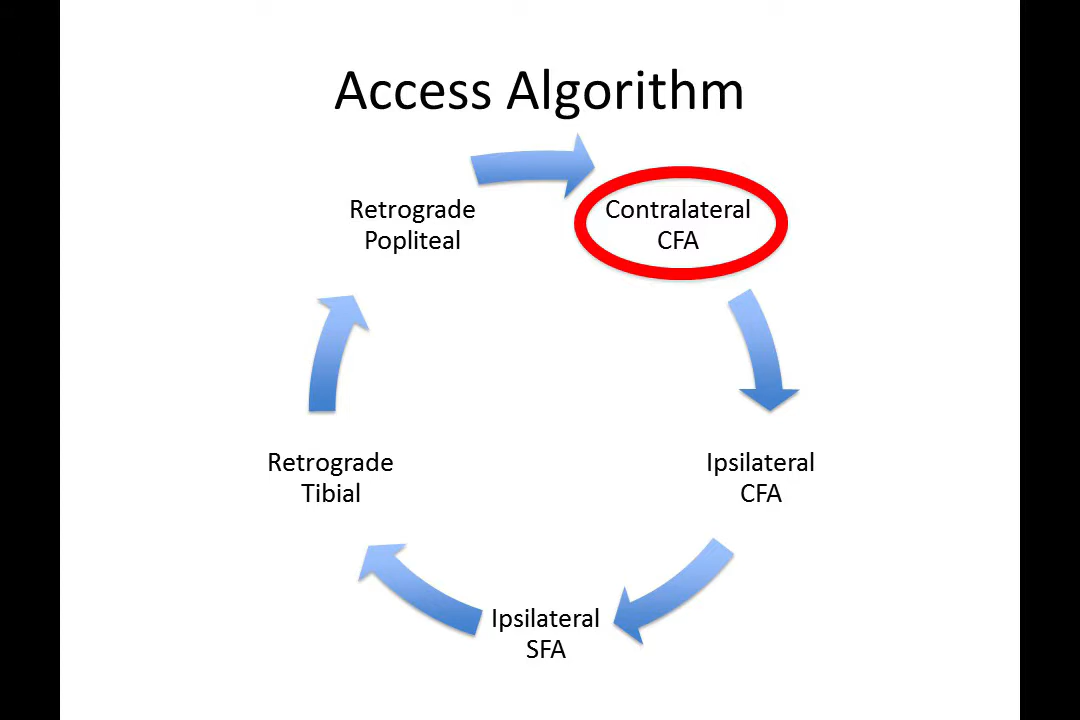 Access Algorithm
Retrograde
Popliteal
Contralateral
CFA
Retrograde
Tibial
Ipsilateral
CFA
Ipsilateral
SFA